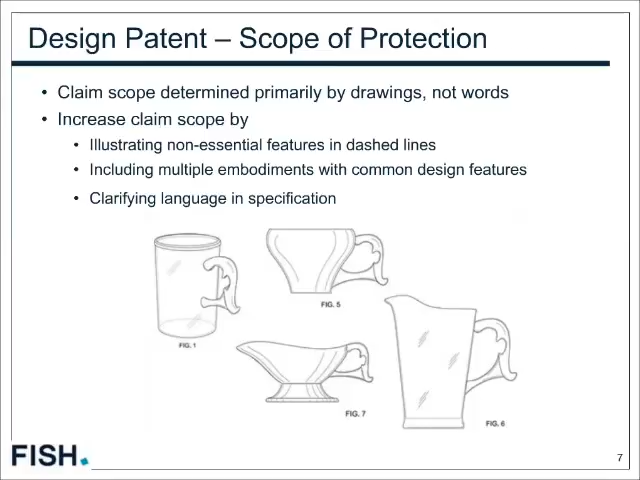 Design Patent – Scope of Protection
• Claim scope determined primarily by drawings, not words
• Increase claim scope by
• Illustrating non-essential features in dashed lines
• Including multiple embodiments with common design features
• Clarifying language in specification
FIG. 5
FIG. 1
FIG. 7
FIG. 6
FISH.
7